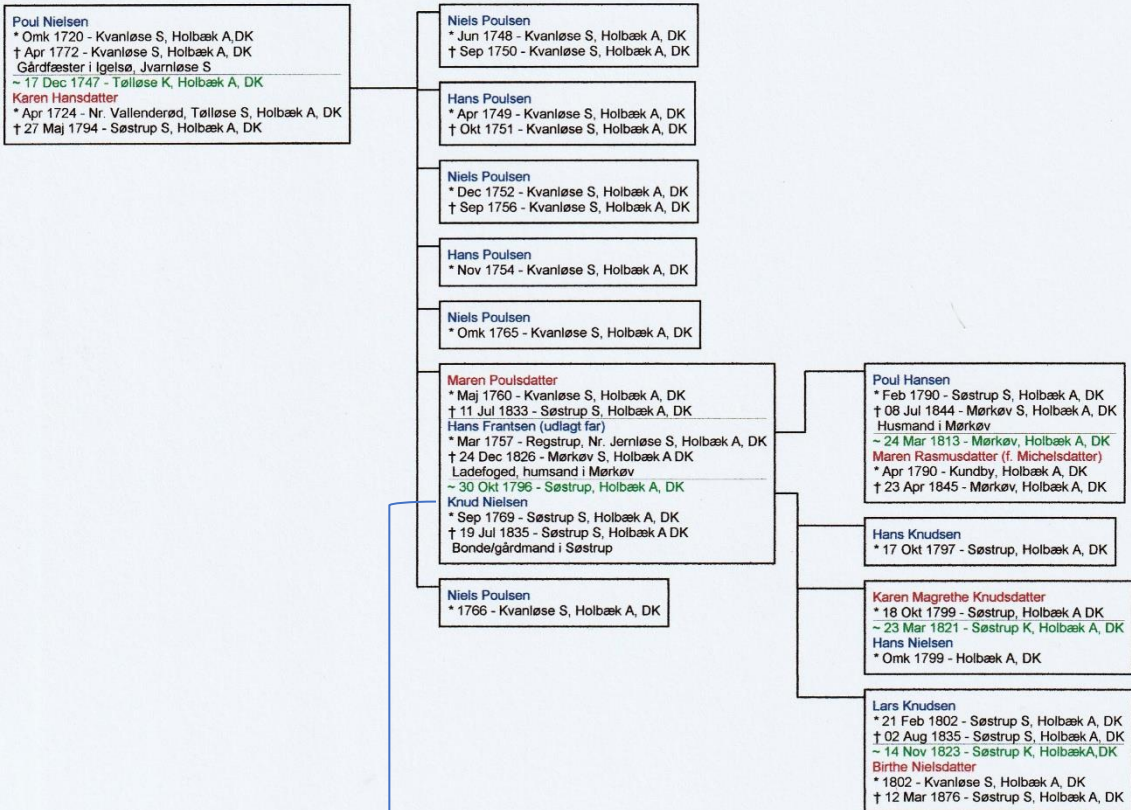 Poul Nielsen
* Omk 1720 - Kvanløse S, Holbæk A,DK
† Apr 1772 - Kvanløse S, Holbæk A, DK
Gårdfæster i Igelsø, Jvarnløse S
~ 17 Dec 1747 - Tølløse K, Holbæk A, DK
Karen Hansdatter
* Apr 1724 - Nr. Vallenderød, Tølløse S, Holbæk A, DK
† 27 Maj 1794 - Søstrup S, Holbæk A, DK
Niels Poulsen
* Jun 1748 - Kvanløse S, Holbæk A, DK
† Sep 1750 - Kvanløse S, Holbæk A, DK
Hans Poulsen
* Apr 1749 - Kvanløse S, Holbæk A, DK
† Okt 1751 - Kvanløse S, Holbæk A, DK
Niels Poulsen
* Dec 1752 - Kvanløse S, Holbæk A, DK
† Sep 1756 - Kvanløse S, Holbæk A, DK
Hans Poulsen
* Nov 1754 - Kvanløse S, Holbæk A, DK
Niels Poulsen
* Omk 1765 - Kvanløse S, Holbæk A, DK
Maren Poulsdatter
* Maj 1760 - Kvanløse S, Holbæk A, DK
† 11 Jul 1833 - Søstrup S, Holbæk A, DK
Hans Frantsen (udlagt far)
* Mar 1757 - Regstrup, Nr. Jernløse S, Holbæk A, DK
† 24 Dec 1826 - Mørkøv S, Holbæk A DK
Ladefoged, humsand i Mørkøv
~ 30 Okt 1796 - Søstrup, Holbæk A, DK
Knud Nielsen
* Sep 1769 - Søstrup S, Holbæk A, DK
† 19 Jul 1835 - Søstrup S, Holbæk A DK
Bonde/gårdmand i Søstrup
Niels Poulsen
* 1766 - Kvanløse S, Holbæk A, DK
Poul Hansen
* Feb 1790 - Søstrup S, Holbæk A, DK
† 08 Jul 1844 - Mørkøv S, Holbæk A, DK
Husmand i Mørkøv
~ 24 Mar 1813 - Mørkøv, Holbæk A, DK
Maren Rasmusdatter (f. Michelsdatter)
* Apr 1790 - Kundby, Holbæk A, DK
† 23 Apr 1845 - Mørkøv, Holbæk A, DK
Hans Knudsen
* 17 Okt 1797 - Søstrup, Holbæk A, DK
Karen Magrethe Knudsdatter
* 18 Okt 1799 - Søstrup, Holbæk A DK
~ 23 Mar 1821 - Søstrup K, Holbæk A, DK
Hans Nielsen
* Omk 1799 - Holbæk A, DK
Lars Knudsen
* 21 Feb 1802 - Søstrup S, Holbæk A, DK
† 02 Aug 1835 - Søstrup S, Holbæk A, DK
~ 14 Nov 1823 - Søstrup K, HolbækA,DK
Birthe Nielsdatter
* 1802 - Kvanløse S, Holbæk A, DK
† 12 Mar 1876 - Søstrup S, Holbæk A, DK